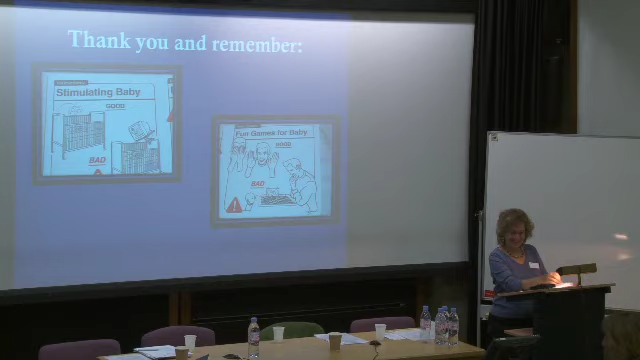 Thank you and remember:
Stimulating Baby
GOOD
BAD
Fun Games for Baby
GOOD
BAD